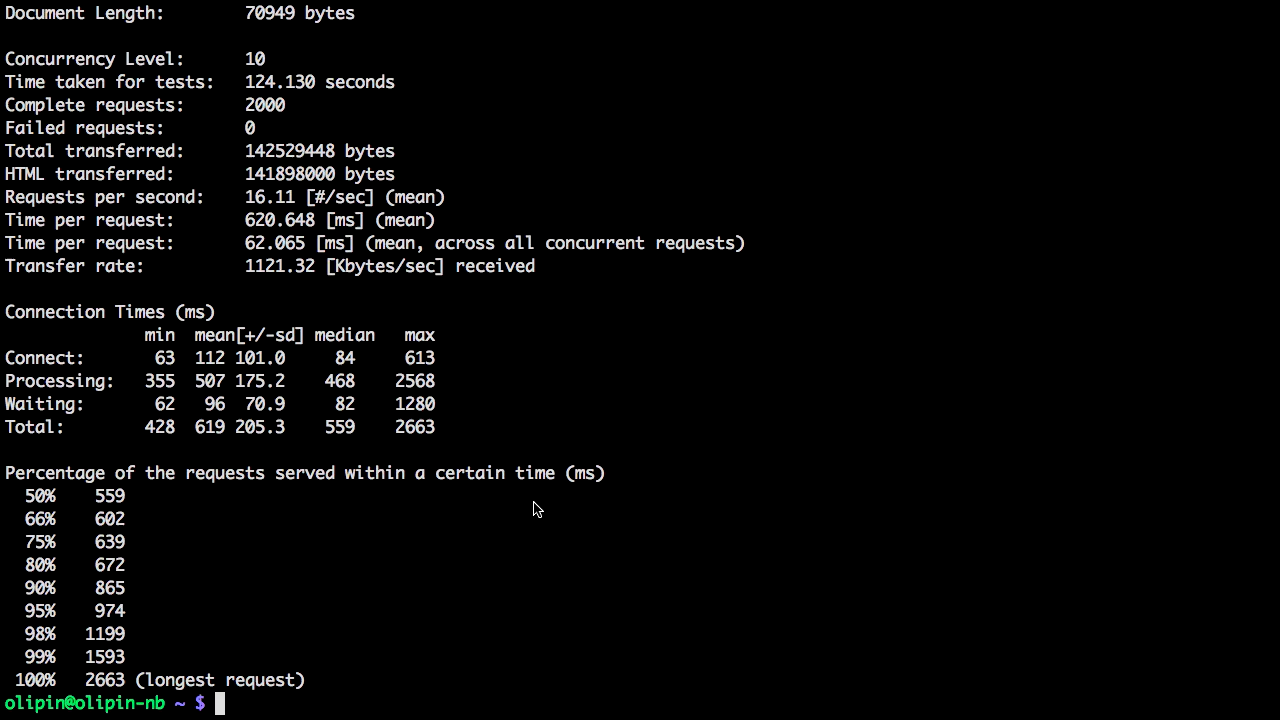 Document Length:        70949 bytes
Concurrency Level:      10
Time taken for tests:   124.130 seconds
Complete requests:      2000
Failed requests:        0
Total transferred:      142529448 bytes
HTML transferred:       141898000 bytes
Requests per second:    16.11 [#/sec] (mean)
Time per request:       620.648 [ms] (mean)
Time per request:       62.065 [ms] (mean, across all concurrent requests)
Transfer rate:          1121.32 [Kbytes/sec] received
Connection Times (ms)
              min  mean[+/-sd] median   max
Connect:       63  112 101.0     84     613
Processing:   355  507 175.2    468    2568
Waiting:       62   96  70.9     82    1280
Total:        428  619 205.3    559    2663
Percentage of the requests served within a certain time (ms)
  50%    559
  66%    602
  75%    639
  80%    672
  90%    865
  95%    974
  98%   1199
  99%   1593
 100%   2663 (longest request)
olipin@olipin-nb ~ $